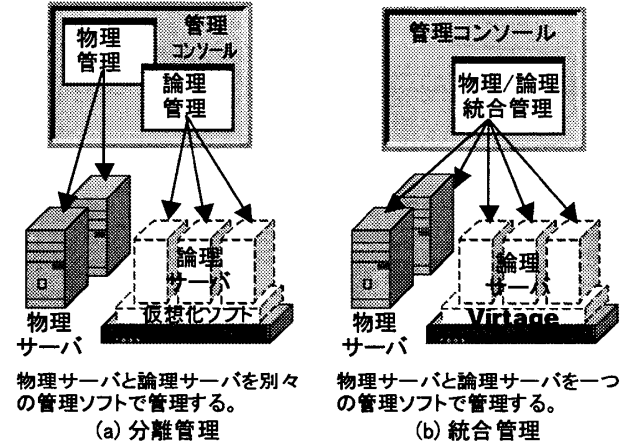 管理
コンソール
物理
管理
論理
管理
論理
サーバ
仮想化ソフト
物理
サーバ
物理サーバと論理サーバを別々
の管理ソフトで管理する。
(a) 分離管理
管理コンソール
物理/論理
統合管理
論理
サーバ
Virtage
物理
サーバ
物理サーバと論理サーバを一つ
の管理ソフトで管理する。
(b) 統合管理